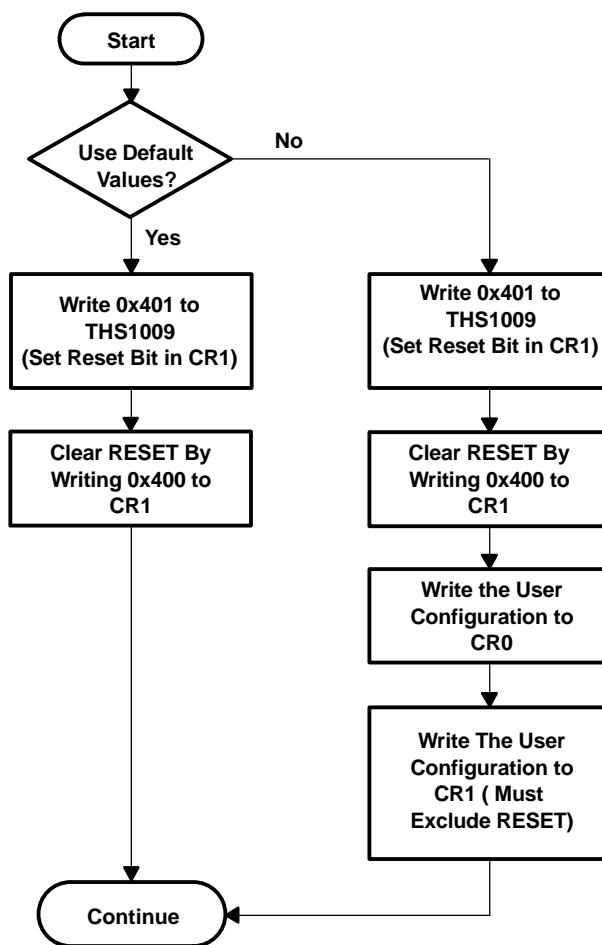 Start
Use Default
Values?
No
Yes
Write 0x401 to
THS1009
(Set Reset Bit in CR1)
Clear RESET By
Writing 0x400 to
CR1
Write 0x401 to
THS1009
(Set Reset Bit in CR1)
Clear RESET By
Writing 0x400 to
CR1
Write the User
Configuration to
CR0
Write The User
Configuration to
CR1 ( Must
Exclude RESET)
Continue